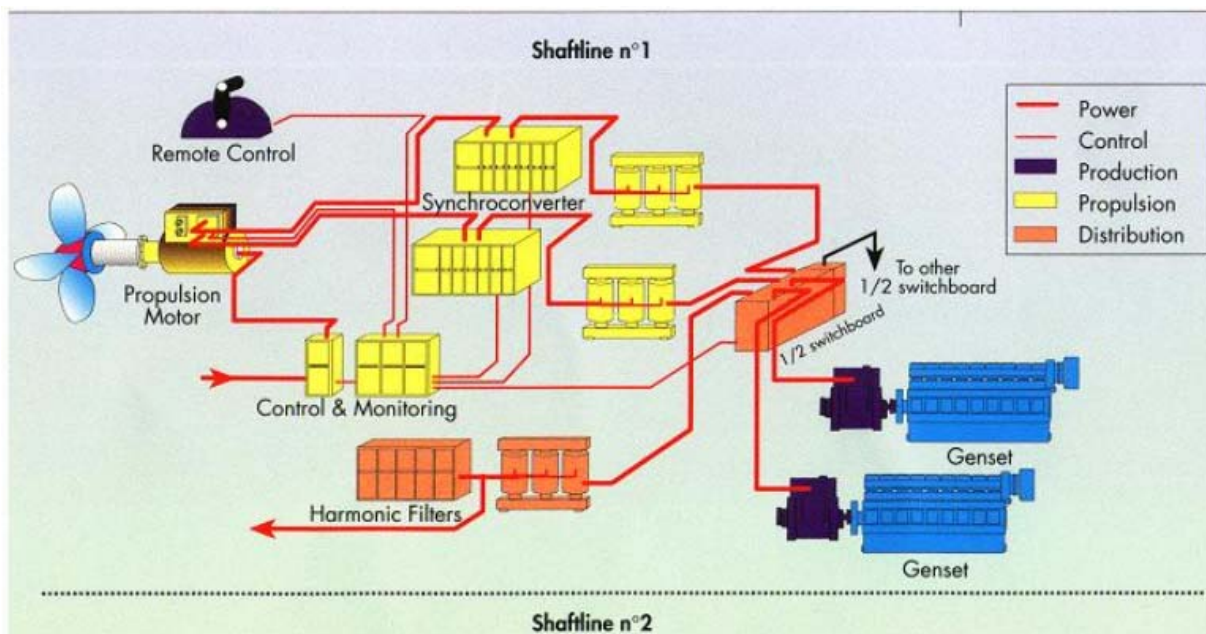 Shaftline n°1
Remote Control
Synchroconverter
Propulsion
Motor
Control & Monitoring
Harmonic Filters
To other
1/2 switchboard
1/2 switchboard
Genset
Genset
Power
Control
Production
Propulsion
Distribution
Shaftline n°2